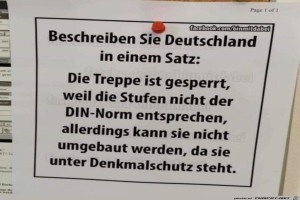 Page 1 of 1
facebook.com/binmitdabei
Beschreiben Sie Deutschland
in einem Satz:
Die Treppe ist gesperrt,
weil die Stufen nicht der
DIN-Norm entsprechen,
allerdings kann sie nicht
umgebaut werden, da sie
unter Denkmalschutz steht.